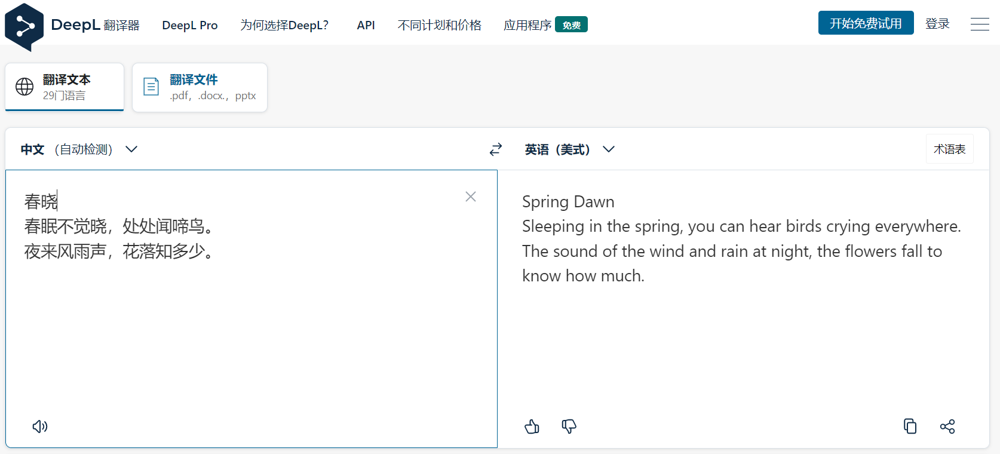 DeepL 翻译器 DeepL Pro 为何选择DeepL? API 不同计划和价格 应用程序 免费 开始免费试用 登录
翻译文本
29门语言
翻译文件
.pdf，.docx.，pptx
中文 （自动检测）
英语（美式）
术语表
春晓
春眠不觉晓，处处闻啼鸟。
夜来风雨声，花落知多少。
Spring Dawn
Sleeping in the spring, you can hear birds crying everywhere.
The sound of the wind and rain at night, the flowers fall to
know how much.